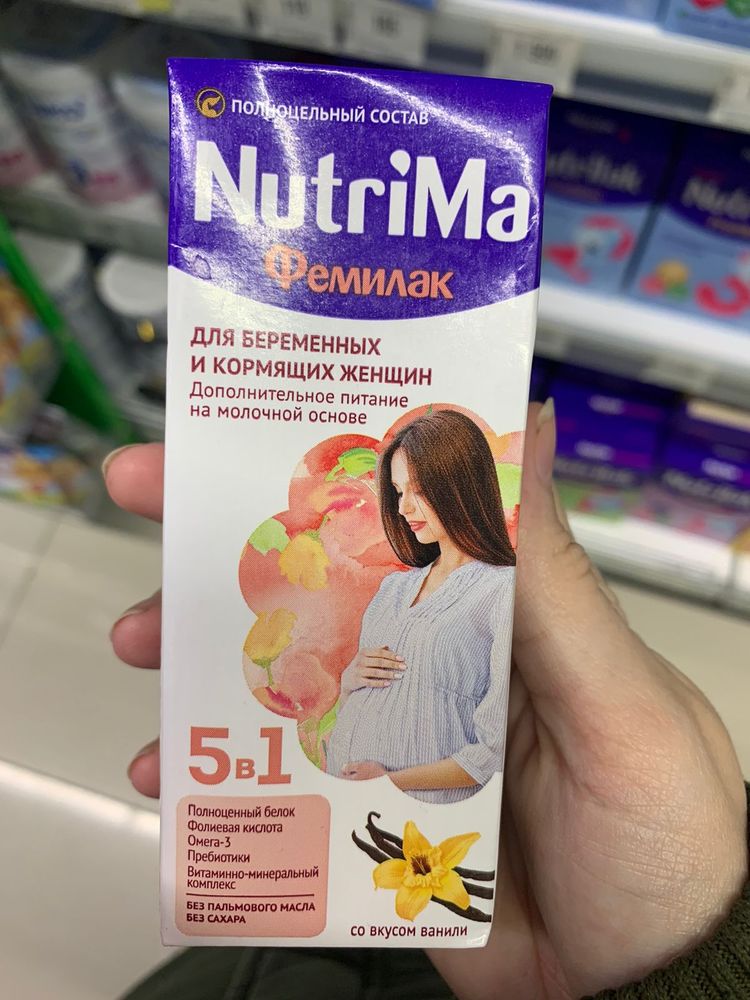 ПОЛНОЦЕЛЬНЫЙ СОСТАВ
NutriMa
Фемилак
ДЛЯ БЕРЕМЕННЫХ
И КОРМЯЩИХ ЖЕНЩИН
Дополнительное питание
на молочной основе
5в1
Полноценный белок
Фолиевая кислота
Омега-3
Пребиотики
Витаминно-минеральный
комплекс
БЕЗ ПАЛЬМОВОГО МАСЛА
БЕЗ САХАРА
со вкусом ванили